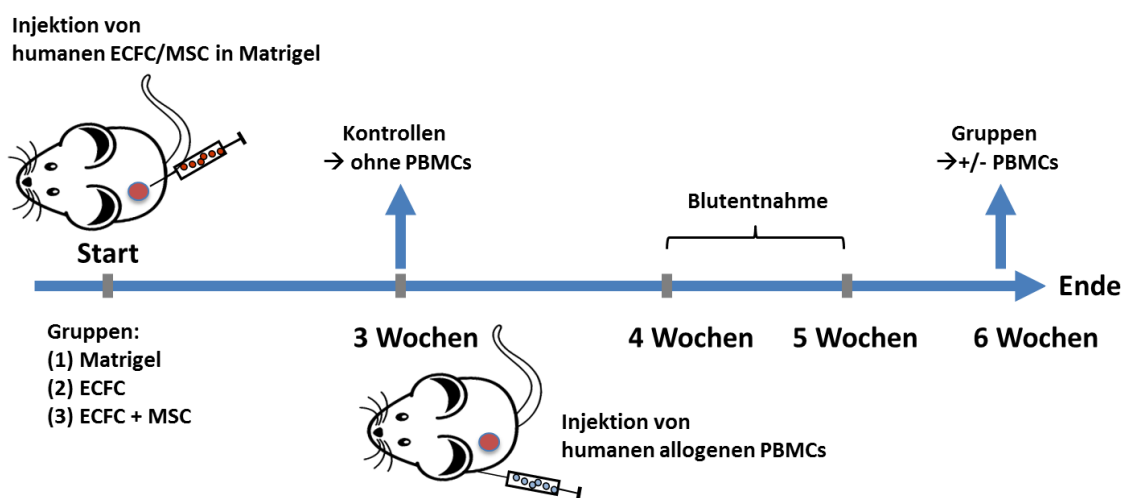 Injektion von
humanen ECFC/MSC in Matrigel
Kontrollen
→ ohne PBMCs
Gruppen
→+/- PBMCs
Blutentnahme
Start
Ende
Gruppen:
(1) Matrigel
(2) ECFC
(3) ECFC + MSC
3 Wochen
4 Wochen
5 Wochen
6 Wochen
Injektion von
humanen allogenen PBMCs